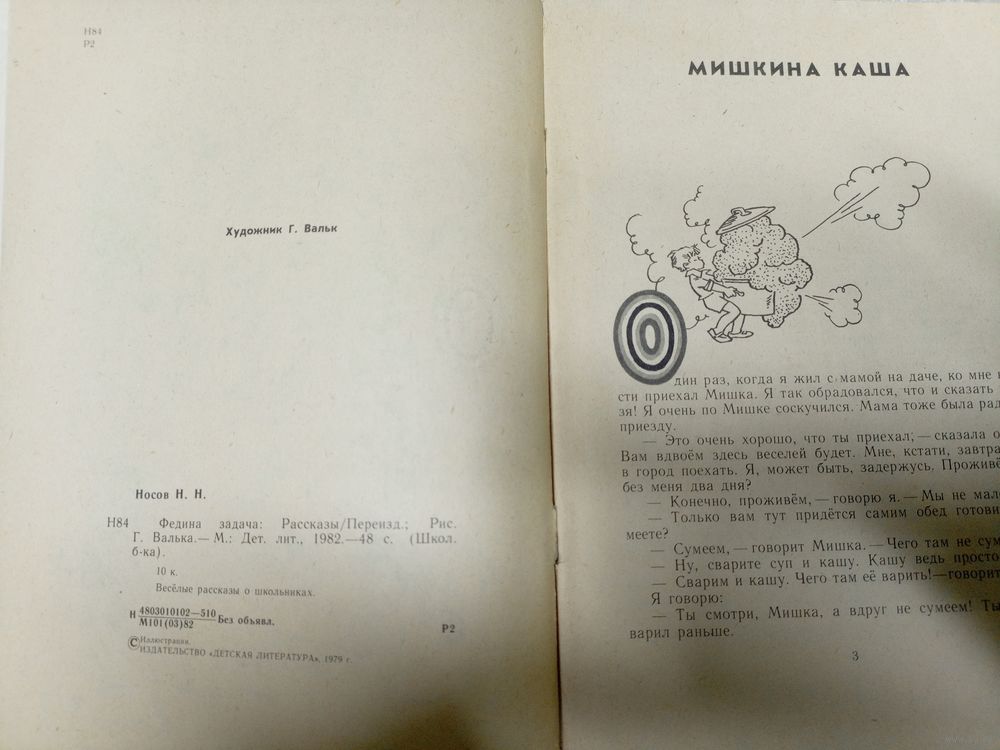 Н84
Р2
Художник Г. Вальк
Носов Н. Н.
Н84 Федина задача: Рассказы/Переизд.; Рис.
Г. Валька.— М.: Дет. лит., 1982.—48 с. (Школ.
б-ка).
10 к.
Весёлые рассказы о школьниках.
Н 4803010102—510 Без объявл.
М101(03)82
Р2
© Иллюстрации.
ИЗДАТЕЛЬСТВО «ДЕТСКАЯ ЛИТЕРАТУРА», 1979 г.
МИШКИНА КАША
Один раз, когда я жил с мамой на даче, ко мне
сти приехал Мишка. Я так обрадовался, что и сказать
зя! Я очень по Мишке соскучился. Мама тоже была рад
приезду.
— Это очень хорошо, что ты приехал,— сказала о
Вам вдвоём здесь веселей будет. Мне, кстати, завтра
в город поехать. Я, может быть, задержусь. Проживё
без меня два дня?
— Конечно, проживём,— говорю я.— Мы не мал
— Только вам тут придётся самим обед готови
меете?
— Сумеем,— говорит Мишка.— Чего там не сум
— Ну, сварите суп и кашу. Кашу ведь просто
— Сварим и кашу. Чего там её варить!—говорит
Я говорю:
— Ты смотри, Мишка, а вдруг не сумеем! Ты
варил раньше.
3